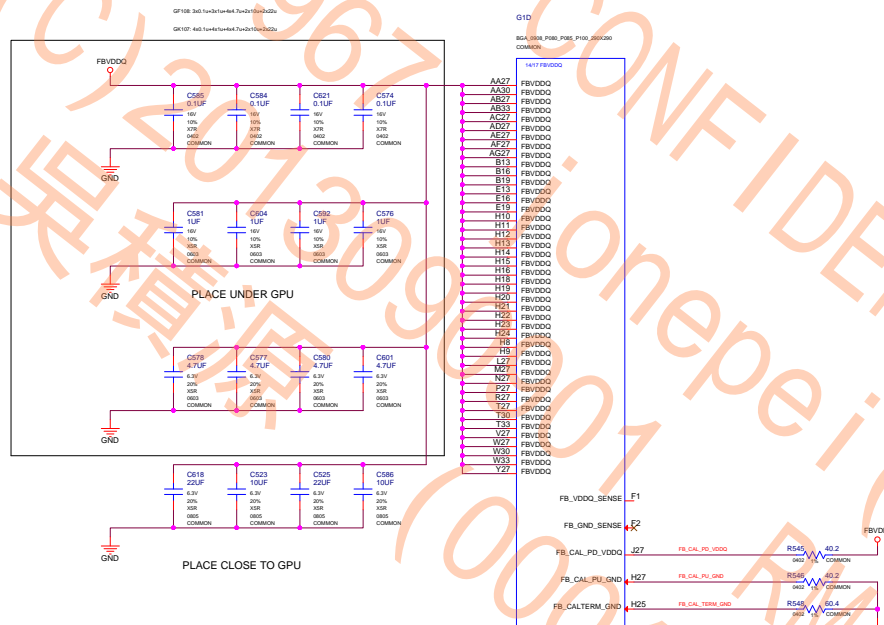 GF108: 3x0.1u+3x1u+4x4.7u+2x10u+2x22u
GK107: 4x0.1u+4x1u+4x4.7u+2x10u+2x22u
G1D
BGA_0908_P080_P085_P100_290X290
COMMON
14/17 FBVDDQ
FBVDDQ
C585 C584 C621 C574
0.1UF 0.1UF 0.1UF 0.1UF
16V 16V 16V 16V
10% 10% 10% 10%
X7R X7R X7R X7R
0402 0402 0402 0402
COMMON COMMON COMMON COMMON
GND
C581 C604 C592 C576
1UF 1UF 1UF 1UF
16V 16V 16V 16V
10% 10% 10% 10%
X5R X5R X5R X5R
0603 0603 0603 0603
COMMON COMMON COMMON COMMON
GND
PLACE UNDER GPU
C578 C577 C580 C601
4.7UF 4.7UF 4.7UF 4.7UF
6.3V 6.3V 6.3V 6.3V
20% 20% 20% 20%
X5R X5R X5R X5R
0603 0603 0603 0603
COMMON COMMON COMMON COMMON
GND
C618 C523 C525 C586
22UF 10UF 22UF 10UF
6.3V 6.3V 6.3V 6.3V
20% 20% 20% 20%
X5R X5R X5R X5R
0805 0805 0805 0805
COMMON COMMON COMMON COMMON
GND
PLACE CLOSE TO GPU
AA27 FBVDDQ
AA30 FBVDDQ
AB27 FBVDDQ
AB33 FBVDDQ
AC27 FBVDDQ
AD27 FBVDDQ
AE27 FBVDDQ
AF27 FBVDDQ
AG27 FBVDDQ
B13 FBVDDQ
B16 FBVDDQ
B19 FBVDDQ
E13 FBVDDQ
E16 FBVDDQ
E19 FBVDDQ
H10 FBVDDQ
H11 FBVDDQ
H12 FBVDDQ
H13 FBVDDQ
H14 FBVDDQ
H15 FBVDDQ
H16 FBVDDQ
H18 FBVDDQ
H19 FBVDDQ
H20 FBVDDQ
H21 FBVDDQ
H22 FBVDDQ
H23 FBVDDQ
H24 FBVDDQ
H8 FBVDDQ
H9 FBVDDQ
L27 FBVDDQ
M27 FBVDDQ
N27 FBVDDQ
P27 FBVDDQ
R27 FBVDDQ
T27 FBVDDQ
T30 FBVDDQ
T33 FBVDDQ
V27 FBVDDQ
W27 FBVDDQ
W30 FBVDDQ
W33 FBVDDQ
Y27 FBVDDQ
FB_VDDQ_SENSE F1
FB_GND_SENSE F2
FBVD
FB_CAL_PD_VDDQ J27 FB_CAL_PD_VDDQ R545 40.2
0402 1% COMMON
FB_CAL_PU_GND H27 FB_CAL_PU_GND R546 40.2
0402 1% COMMON
FB_CALTERM_GND H25 FB_CAL_TERM_GND R548 60.4
0402 1% COMMON
CONFIDE
吳積源